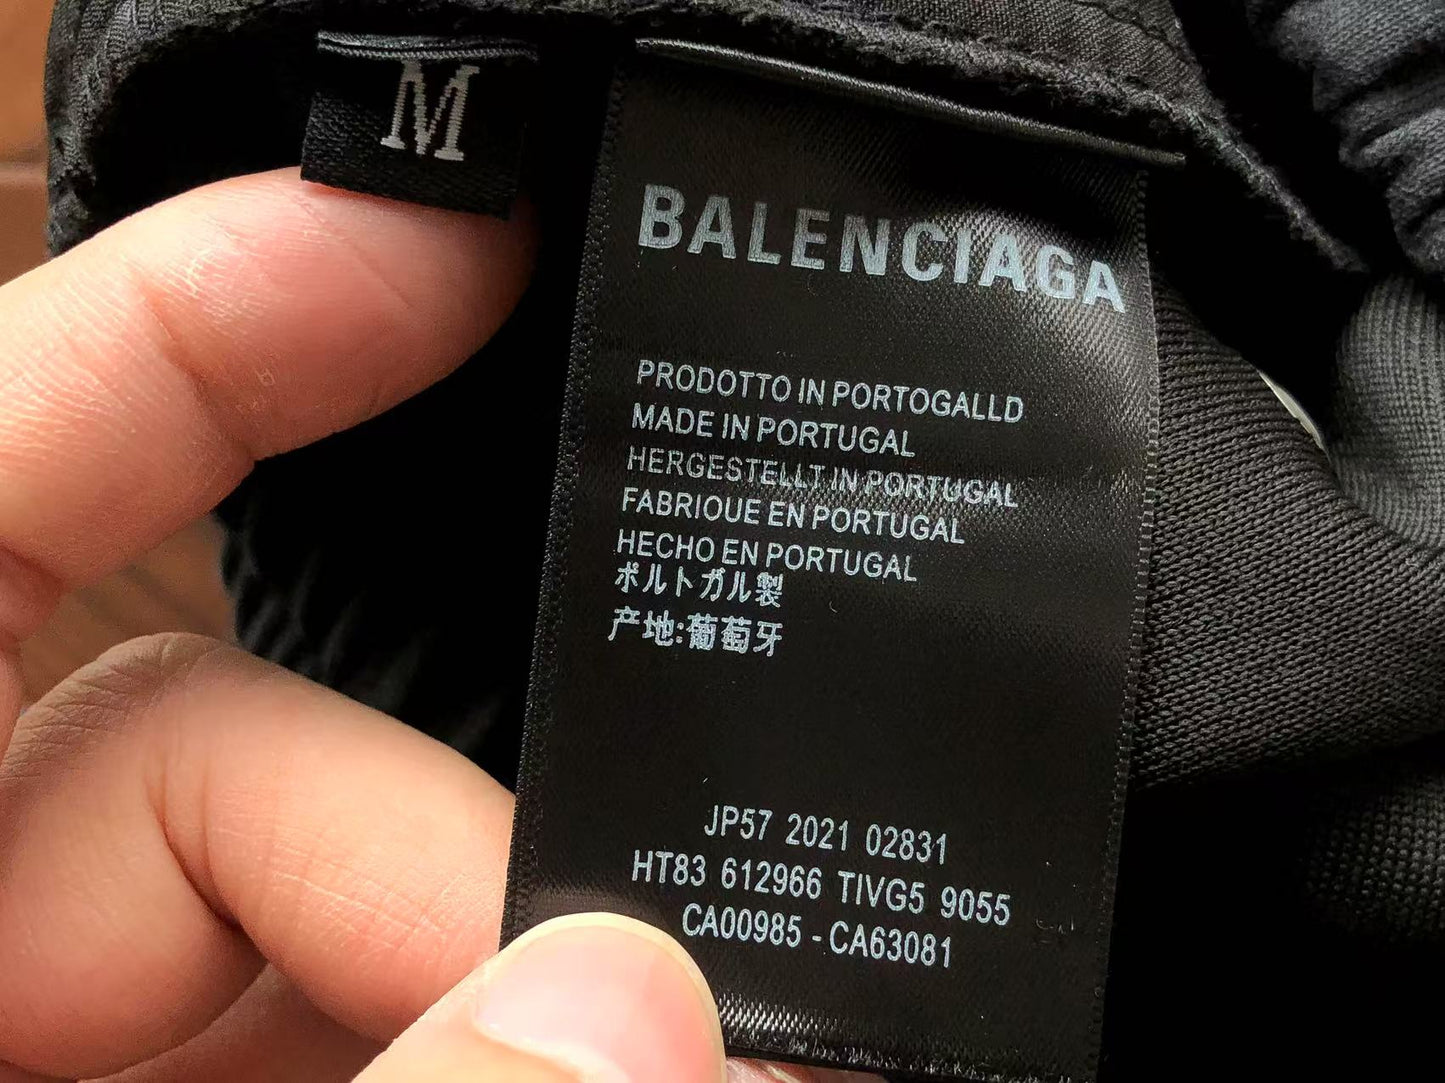 M
BALENCIAGA
PRODOTTO IN PORTOGALLD
MADE IN PORTUGAL
HERGESTELLT IN PORTUGAL
FABRIOUE EN PORTUGAL
HECHO EN PORTUGAL
ポルトガル製
产地:葡萄牙
JP57 2021 02831
HT83 612966 TIVG5 9055
CA00985 - CA63081